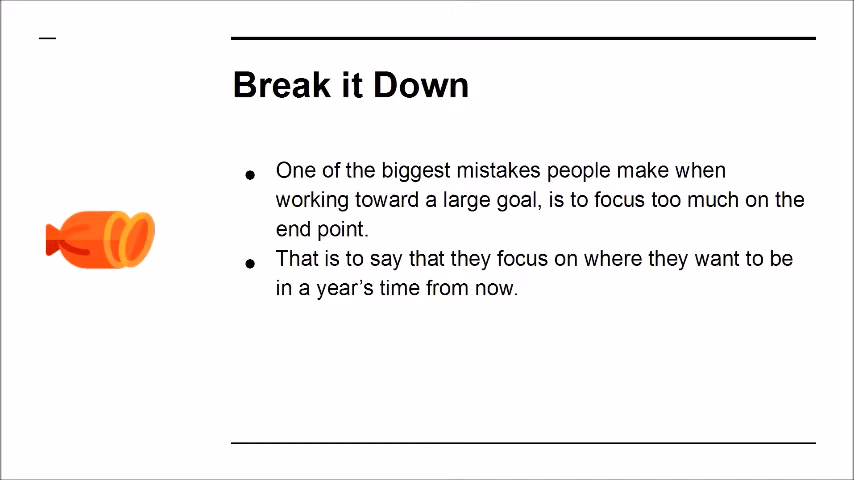 Break it Down
● One of the biggest mistakes people make when
working toward a large goal, is to focus too much on the
end point.
● That is to say that they focus on where they want to be
in a year’s time from now.